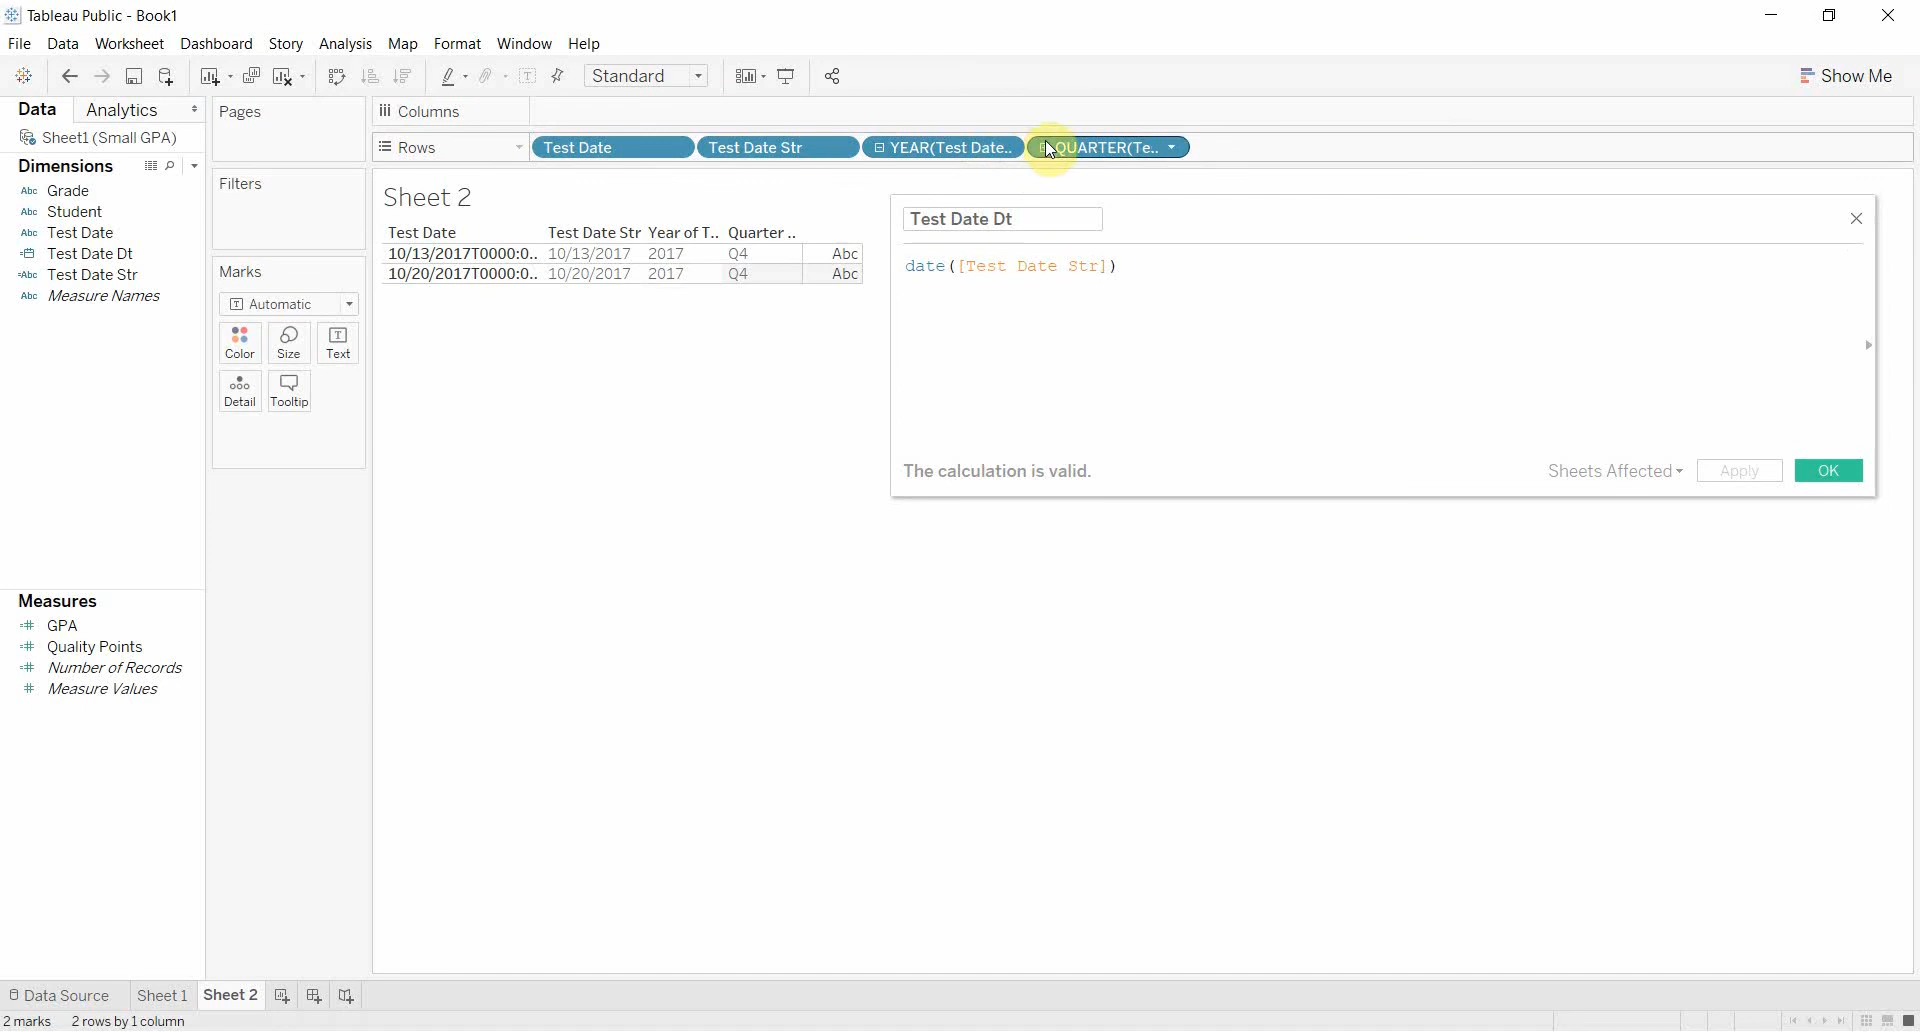 Tableau Public - Book1
File Data Worksheet Dashboard Story Analysis Map Format Window Help
Standard
Show Me
Data Analytics
Pages
Columns
Sheet1 (Small GPA)
Rows
Test Date
Test Date Str
YEAR(Test Date..
QUARTER(Te..
Dimensions
Abc Grade
Abc Student
Abc Test Date
Test Date Dt
=Abc Test Date Str
Abc Measure Names
Filters
Marks
Automatic
Color Size Text
Detail Tooltip
Sheet 2
Test Date Test Date Str Year of T.. Quarter ..
10/13/2017T0000:0.. 10/13/2017 2017 Q4 Abc
10/20/2017T0000:0.. 10/20/2017 2017 Q4 Abc
Test Date Dt
date([Test Date Str])
The calculation is valid.
Sheets Affected
Apply
OK
Measures
=# GPA
=# Quality Points
=# Number of Records
# Measure Values
Data Source Sheet 1 Sheet 2
2 marks 2 rows by 1 column